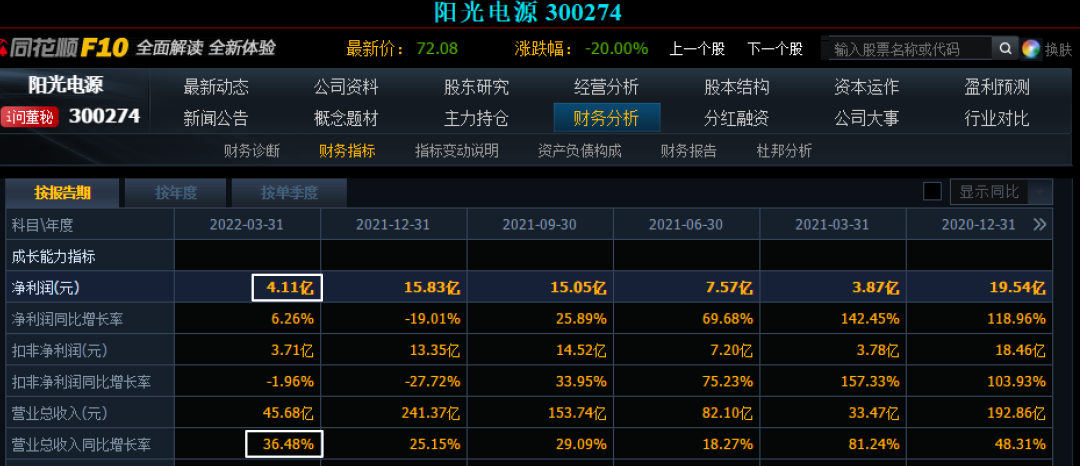 阳光电源 300274
同花顺F10 全面解读 全新体验 最新价: 72.08 涨跌幅: -20.00% 上一个股 下一个股 输入股票名称或代码 换肤
阳光电源 最新动态 公司资料 股东研究 经营分析 股本结构 资本运作 盈利预测
i问董秘 300274 新闻公告 概念题材 主力持仓 财务分析 分红融资 公司大事 行业对比
财务诊断 财务指标 指标变动说明 资产负债构成 财务报告 杜邦分析
按报告期 按年度 按单季度 显示同比
科目\年度 2022-03-31 2021-12-31 2021-09-30 2021-06-30 2021-03-31 2020-12-31 >>
成长能力指标
净利润(元) 4.11亿 15.83亿 15.05亿 7.57亿 3.87亿 19.54亿
净利润同比增长率 6.26% -19.01% 25.89% 69.68% 142.45% 118.96%
扣非净利润(元) 3.71亿 13.35亿 14.52亿 7.20亿 3.78亿 18.46亿
扣非净利润同比增长率 -1.96% -27.72% 33.95% 75.23% 157.33% 103.93%
营业总收入(元) 45.68亿 241.37亿 153.74亿 82.10亿 33.47亿 192.86亿
营业总收入同比增长率 36.48% 25.15% 29.09% 18.27% 81.24% 48.31%